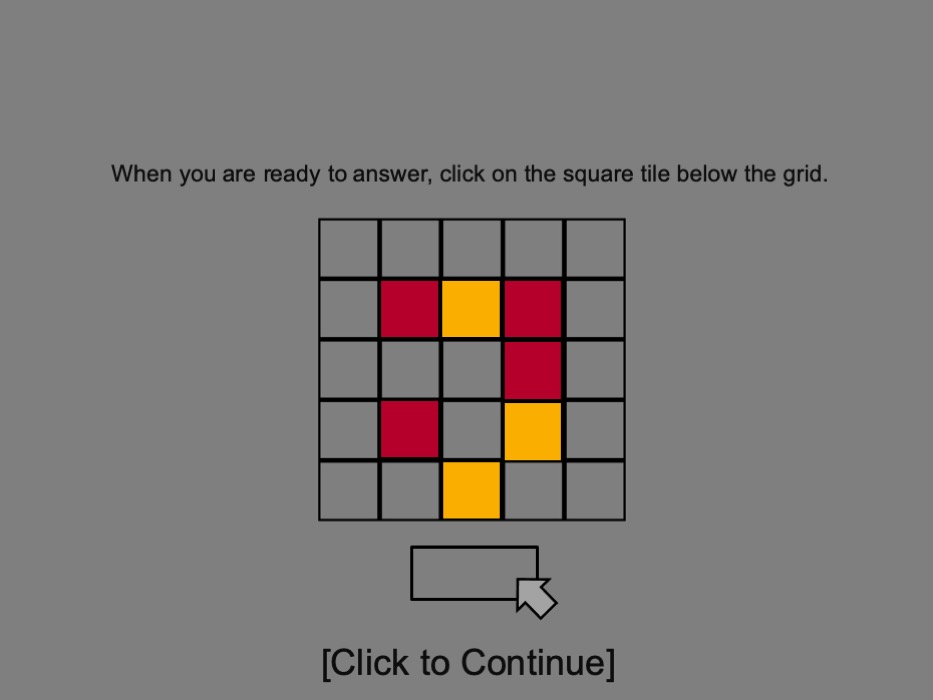 When you are ready to answer, click on the square tile below the grid.
[Click to Continue]